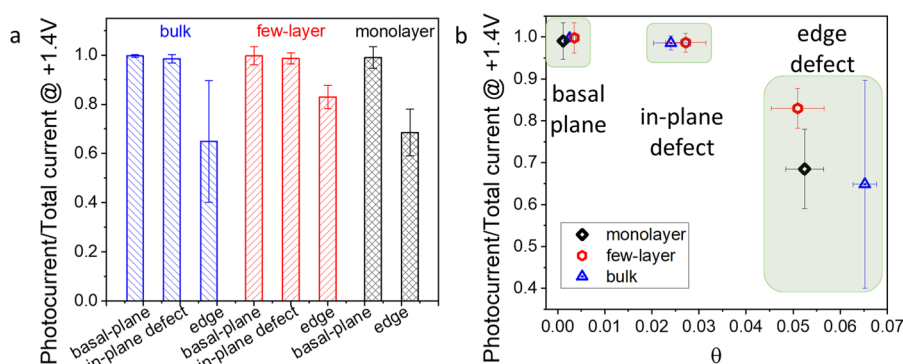 a
Photocurrent/Total current @ +1.4V
1.0
0.8
0.6
0.4
0.2
0.0
bulk
few-layer
monolayer
basal-plane
in-plane defect
edge
basal-plane
in-plane defect
edge
basal-plane
edge
b
Photocurrent/Total current @ +1.4V
1.0
0.9
0.8
0.7
0.6
0.5
0.4
basal
plane
in-plane
defect
edge
defect
monolayer
few-layer
bulk
0.00 0.01 0.02 0.03 0.04 0.05 0.06 0.07
θ